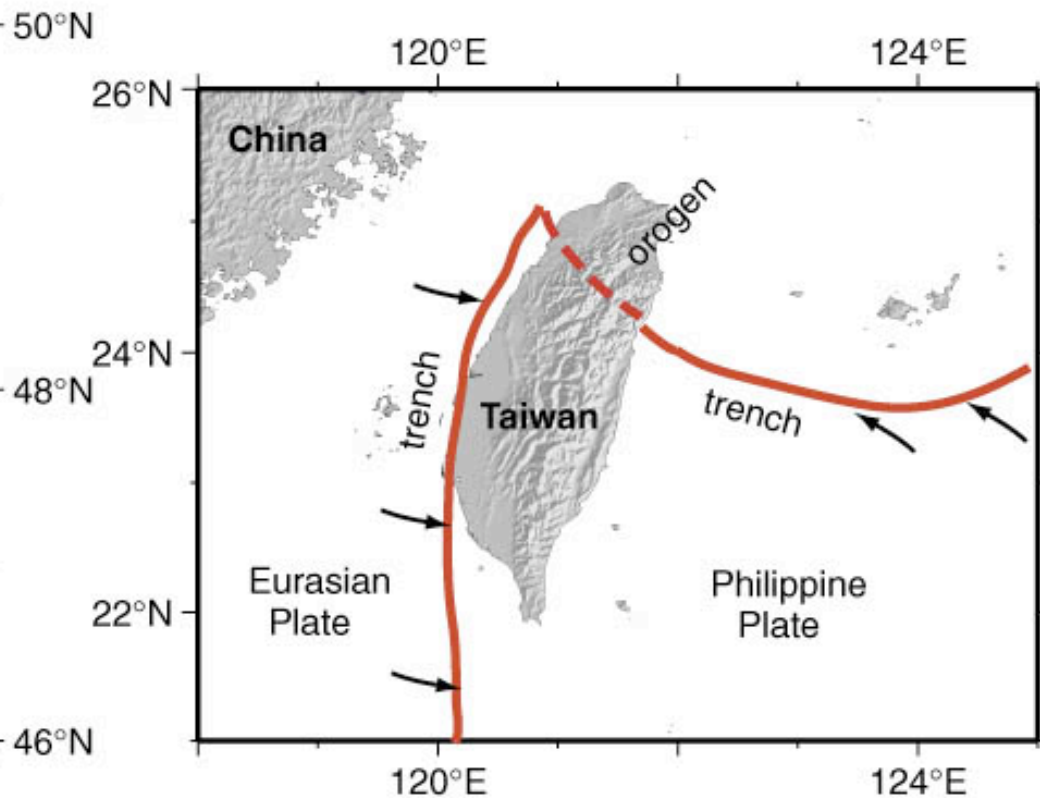 50°N
120°E
124°E
26°N
China
orogen
24°N
48°N
trench
Taiwan
trench
Eurasian
Plate
Philippine
Plate
22°N
46°N
120°E
124°E